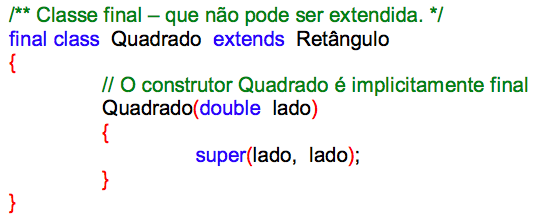 /** Classe final – que não pode ser extendida. */
final class Quadrado extends Retângulo
{
// O construtor Quadrado é implicitamente final
Quadrado(double lado)
{
super(lado, lado);
}
}